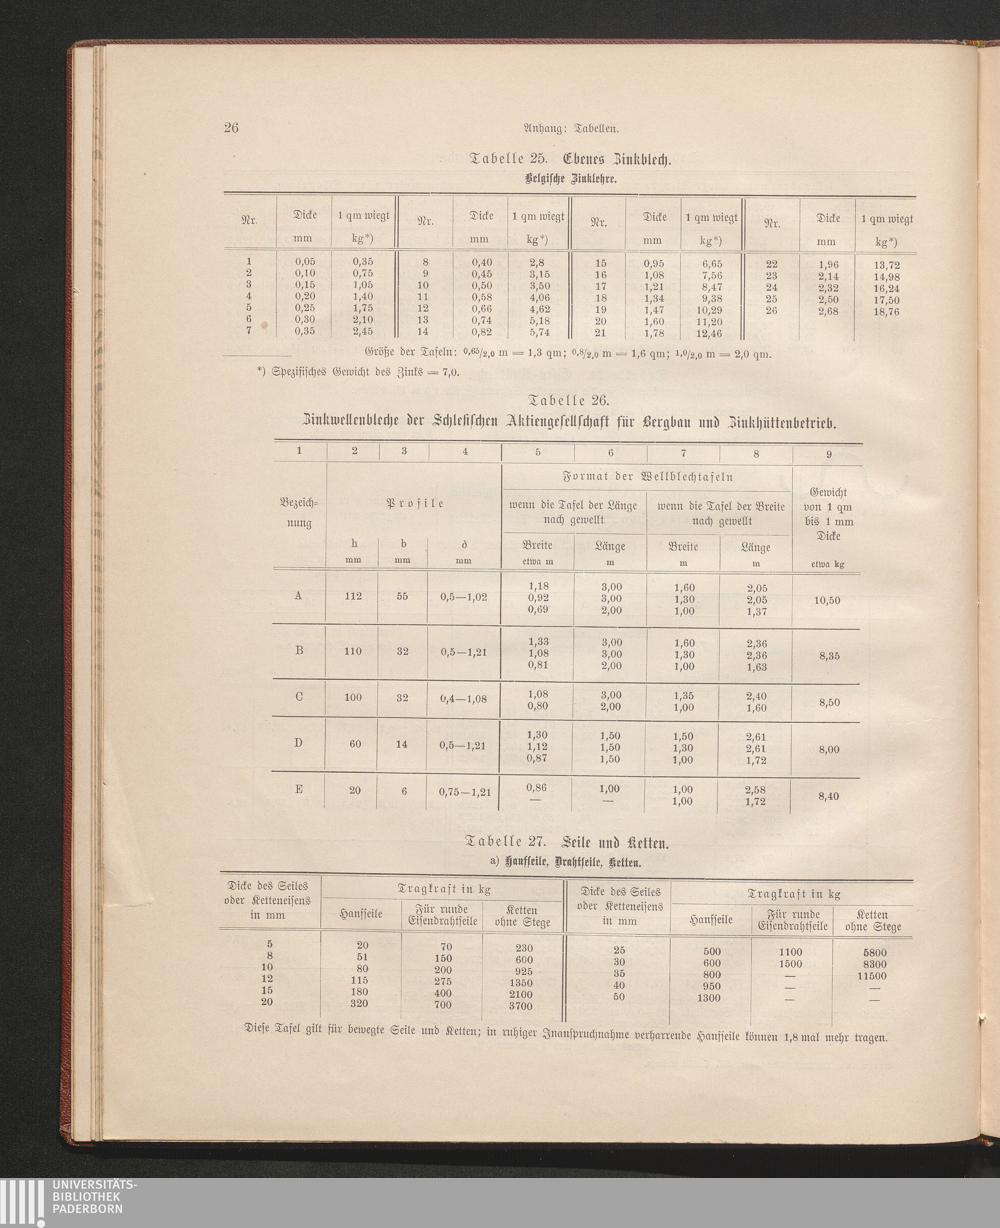 26
Anhang: Tabellen.
Tabelle 25. Ebenes Zinkblech.
Belgische Zinklehre.
Nr. Dicke 1 qm wiegt Nr. Dicke 1 qm wiegt Nr. Dicke 1 qm wiegt Nr. Dicke 1 qm wiegt
mm kg*) mm kg*) mm kg*) mm kg*)
1 0,05 0,35 8 0,40 2,8 15 0,95 6,65 22 1,96 13,72
2 0,10 0,75 9 0,45 3,15 16 1,08 7,56 23 2,14 14,98
3 0,15 1,05 10 0,50 3,50 17 1,21 8,47 24 2,32 16,24
4 0,20 1,40 11 0,58 4,06 18 1,34 9,38 25 2,50 17,50
5 0,25 1,75 12 0,66 4,62 19 1,47 10,29 26 2,68 18,76
6 0,30 2,10 13 0,74 5,18 20 1,60 11,20
7 0,35 2,45 14 0,82 5,74 21 1,78 12,46
Größe der Tafeln: 0,65/2,0 m = 1,3 qm; 0,8/2,0 m = 1,6 qm; 1,0/2,0 m = 2,0 qm.
*) Spezifisches Gewicht des Zinks = 7,0.
Tabelle 26.
Zinkwellenbleche der Schlesischen Aktiengesellschaft für Bergbau und Zinkhüttenbetrieb.
1 2 3 4 5 6 7 8 9
Bezeich-
nung
Profile
Format der Wellblechtafeln
wenn die Tafel der Länge
nach gewellt
wenn die Tafel der Breite
nach gewellt
Gewicht
von 1 qm
bis 1 mm
Dicke
h b δ Breite Länge Breite Länge
mm mm mm etwa m m m m etwa kg
A 112 55 0,5—1,02 1,18 3,00 1,60 2,05 10,50
0,92 3,00 1,30 2,05
0,69 2,00 1,00 1,37
B 110 32 0,5—1,21 1,33 3,00 1,60 2,36 8,35
1,08 3,00 1,30 2,36
0,81 2,00 1,00 1,63
C 100 32 0,4—1,08 1,08 3,00 1,35 2,40 8,50
0,80 2,00 1,00 1,60
D 60 14 0,5—1,21 1,30 1,50 1,50 2,61 8,00
1,12 1,50 1,30 2,61
0,87 1,50 1,00 1,72
E 20 6 0,75—1,21 0,86 1,00 1,00 2,58 8,40
— — 1,00 1,72
Tabelle 27. Seile und Ketten.
a) Hanfseile, Drahtseile, Ketten.
Dicke des Seiles
oder Ketteneisens
in mm
Tragkraft in kg
Hanfseile
Für runde
Eisendrahtseile
Ketten
ohne Stege
Dicke des Seiles
oder Ketteneisens
in mm
Tragkraft in kg
Hanfseile
Für runde
Eisendrahtseile
Ketten
ohne Stege
5 20 70 230 25 500 1100 5800
8 51 150 600 30 600 1500 8300
10 80 200 925 35 800 — 11500
12 115 275 1350 40 950 — —
15 180 400 2100 50 1300 — —
20 320 700 3700
Diese Tafel gilt für bewegte Seile und Ketten; in ruhiger Inanspruchnahme verharrende Hanfseile können 1,8 mal mehr tragen.
UNIVERSITÄTS-
BIBLIOTHEK
PADERBORN